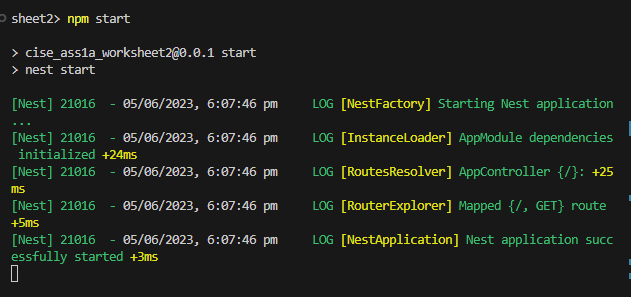 sheet2> npm start
> cise_ass1a_worksheet2@0.0.1 start
> nest start
[Nest] 21016  - 05/06/2023, 6:07:46 pm     LOG [NestFactory] Starting Nest application
...
[Nest] 21016  - 05/06/2023, 6:07:46 pm     LOG [InstanceLoader] AppModule dependencies
 initialized +24ms
[Nest] 21016  - 05/06/2023, 6:07:46 pm     LOG [RoutesResolver] AppController {/}: +25
ms
[Nest] 21016  - 05/06/2023, 6:07:46 pm     LOG [RouterExplorer] Mapped {/, GET} route
+5ms
[Nest] 21016  - 05/06/2023, 6:07:46 pm     LOG [NestApplication] Nest application succ
essfully started +3ms